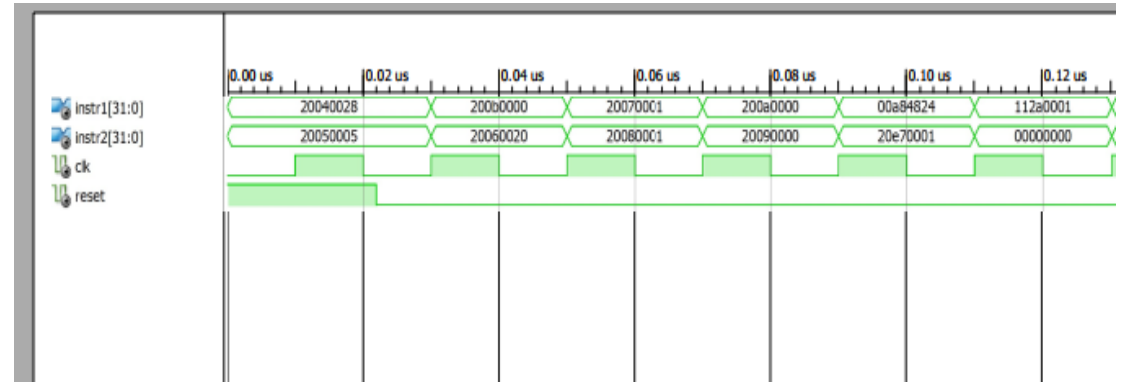 0.00 us 0.02 us 0.04 us 0.06 us 0.08 us 0.10 us 0.12 us
instr1[31:0] 20040028 200b0000 20070001 200a0000 00a84824 112a0001
instr2[31:0] 20050005 20060020 20080001 20090000 20e70001 00000000
clk
reset